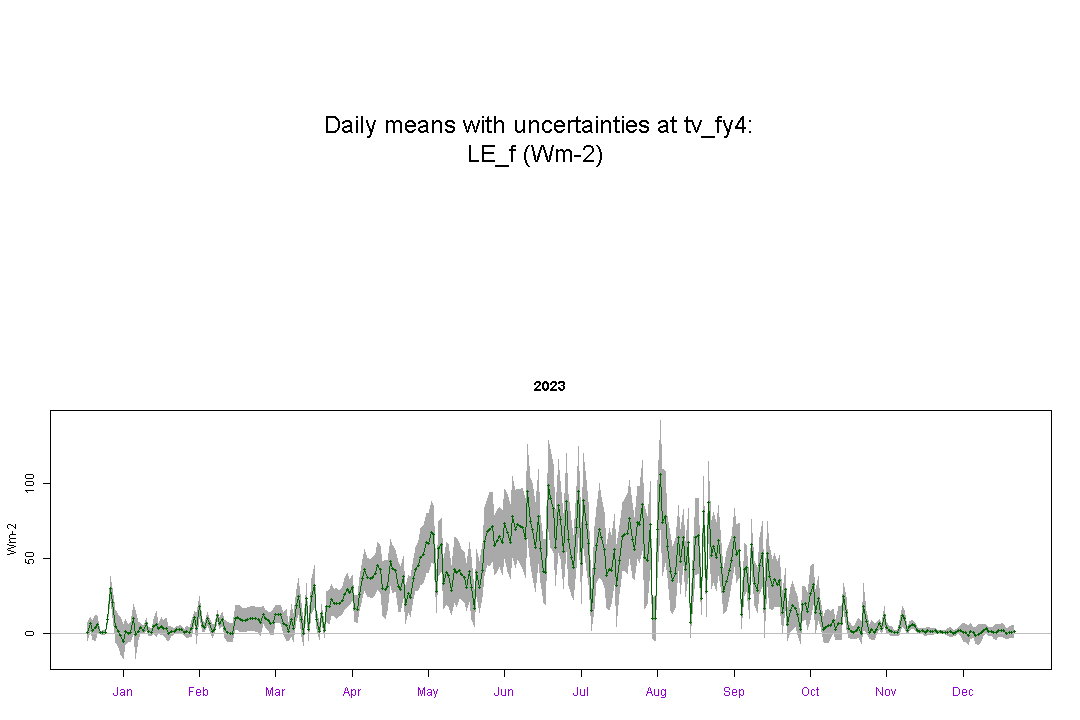 Daily means with uncertainties at tv_fy4:
LE_f (Wm-2)
2023
Wm-2
100
50
0
Jan Feb Mar Apr May Jun Jul Aug Sep Oct Nov Dec